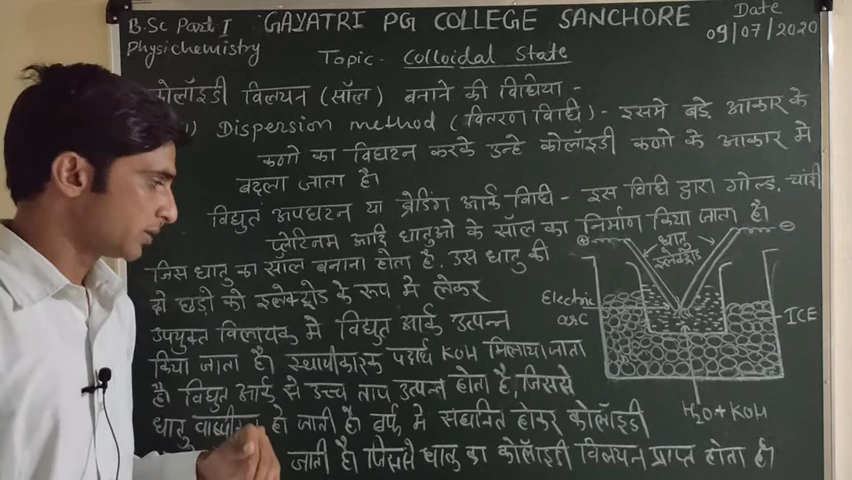 B.Sc Part I GAYATRI PG COLLEGE SANCHORE Date
Physichemistry 09/07/2020
Topic - Colloidal State
कोलॉइडी विलयन (सॉल) बनाने की विधिया -
1) Dispersion method (वितरण विधि) - इसमे बडे आकार के
कणो का विघटन करके उन्हे कोलॉइडी कणो के आकार मे
बदला जाता है।
विद्युत अपघटन या ब्रेडिंग आर्क विधि - इस विधि द्वारा गोल्ड, चांदी
प्लेटिनम आदि धातुओ के सॉल का निर्माण किया जाता है।
जिस धातु का सॉल बनाना होता है, उस धातु की
दो छडो को इलेक्ट्रोड के रूप मे लेकर
उपयुक्त विलायक मे विद्युत आर्क उत्पन्न
किया जाता है। स्थायीकारक पदार्थ KOH मिलाया जाता
है। विद्युत आर्क से उच्च ताप उत्पन्न होता है, जिससे
धातु वाष्पीत हो जाती है। बर्फ मे संघनित होकर कोलॉइडी
जाती है। जिससे धातु का कोलॉइडी विलयन प्राप्त होता है।
धातु
इलेक्ट्रोड
Electric
arc
ICE
H2O + KOH